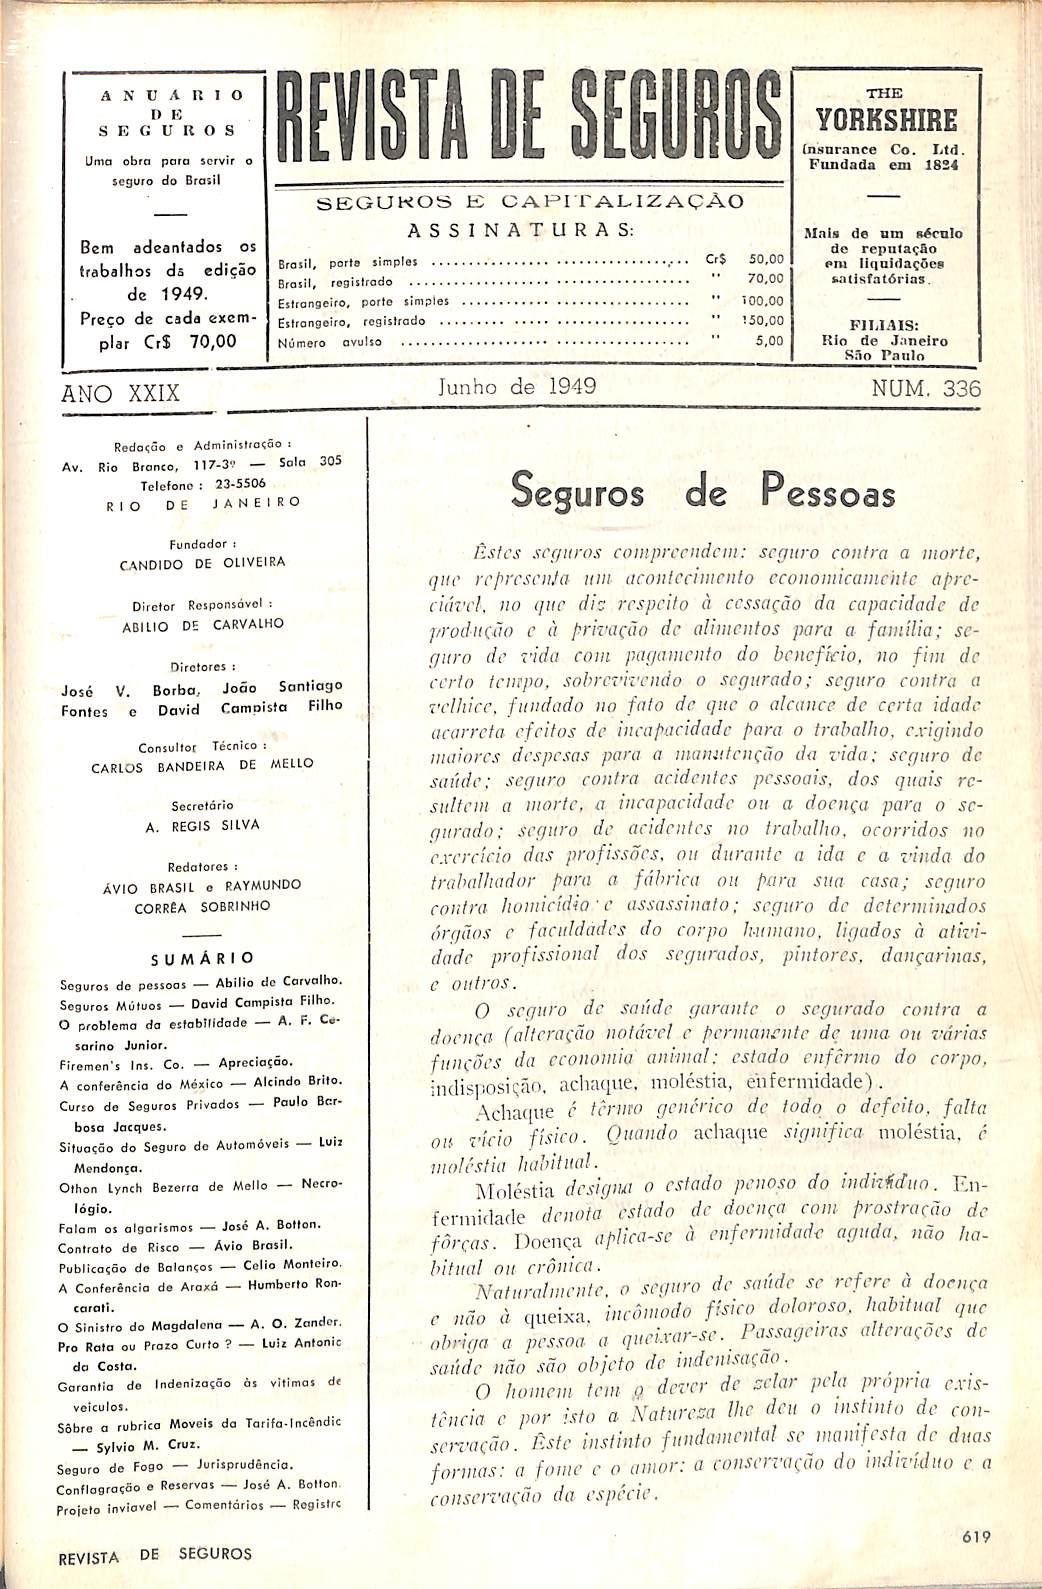 ANUARIO
DE
SEGUROS
Uma obra para servir o
seguro do Brasil
Bem adeantados os
trabalhos da edição
de 1949.
Preço de cada exem-
plar Cr$ 70,00
REVISTA DE SEGUROS
SEGUROS E CAPITALIZAÇÃO
ASSINATURAS:
Brasil, porte simples .................................. Cr$ 50,00
Brasil, registrado .................................. " 70,00
Estrangeiro, porte simples .................................. " 100,00
Estrangeiro, registrado .................................. " 150,00
Número avulso .................................. " 5,00
THE
YORKSHIRE
Insurance Co. Ltd.
Fundada em 1824
Mais de um século
de reputação
em liquidações
satisfatórias.
FILIAIS:
Rio de Janeiro
São Paulo
ANO XXIX Junho de 1949 NUM. 336
Redação e Administração :
Av. Rio Branco, 117-3º — Sala 305
Telefone : 23-5506
RIO DE JANEIRO
Fundador :
CANDIDO DE OLIVEIRA
Diretor Responsável :
ABILIO DE CARVALHO
Diretores :
José V. Borba, João Santiago
Fontes e David Campista Filho
Consultor Técnico :
CARLOS BANDEIRA DE MELLO
Secretário
A. REGIS SILVA
Redatores :
ÁVIO BRASIL e RAYMUNDO
CORRÊA SOBRINHO
SUMÁRIO
Seguros de pessoas — Abilio de Carvalho.
Seguros Mútuos — David Campista Filho.
O problema da estabilidade — A. F. Ce-
sarino Junior.
Firemen's Ins. Co. — Apreciação.
A conferência do México — Alcindo Brito.
Curso de Seguros Privados — Paulo Bar-
bosa Jacques.
Situação do Seguro de Automóveis — Luiz
Mendonça.
Othon Lynch Bezerra de Mello — Necro-
lógio.
Falam os algarismos — José A. Botton.
Contrato de Risco — Ávio Brasil.
Publicação de Balanços — Celio Monteiro.
A Conferência de Araxá — Humberto Ron-
carati.
O Sinistro do Magdalena — A. O. Zander.
Pro Rata ou Prazo Curto ? — Luiz Antonio
da Costa.
Garantia de Indenização às vitimas de
veiculos.
Sôbre a rubrica Moveis da Tarifa-Incêndio
— Sylvio M. Cruz.
Seguro de Fogo — Jurisprudência.
Conflagração e Reservas — José A. Botton.
Projeto inviavel — Comentários — Registro
Seguros de Pessoas
Êstes seguros compreendem: seguro contra a morte,
que representa um acontecimento economicamente apre-
ciável, no que diz respeito à cessação da capacidade de
produção e à privação de alimentos para a família; se-
guro de vida com pagamento do benefício, no fim de
certo tempo, sobrevivendo o segurado; seguro contra a
velhice, fundado no fato de que o alcance de certa idade
acarreta efeitos de incapacidade para o trabalho, exigindo
maiores despesas para a manutenção da vida; seguro de
saúde; seguro contra acidentes pessoais, dos quais re-
sultem a morte, a incapacidade ou a doença para o se-
gurado; seguro de acidentes no trabalho, ocorridos no
exercício das profissões, ou durante a ida e a vinda do
trabalhador para a fábrica ou para sua casa; seguro
contra homicídio e assassinato; seguro de determinados
órgãos e faculdades do corpo humano, ligados à ativi-
dade profissional dos segurados, pintores, dançarinas,
e outros.
O seguro de saúde garante o segurado contra a
doença (alteração notável e permanente de uma ou várias
funções da economia animal; estado enfêrmo do corpo,
indisposição, achaque, moléstia, enfermidade).
Achaque é têrmo genérico de todo o defeito, falta
ou vício físico. Quando achaque significa moléstia, é
moléstia habitual.
Moléstia designa o estado penoso do indivíduo. En-
fermidade denota estado de doença com prostração de
fôrças. Doença aplica-se à enfermidade aguda, não ha-
bitual ou crônica.
Naturalmente, o seguro de saúde se refere à doença
e não à queixa, incômodo físico doloroso, habitual que
obriga a pessoa a queixar-se. Passageiras alterações de
saúde não são objeto de indenisação.
O homem tem o dever de zelar pela própria exis-
tência e por isto a Natureza lhe deu o instinto de con-
servação. Êste instinto fundamental se manifesta de duas
formas: a fome e o amor: a conservação do indivíduo e a
conservação da espécie.
REVISTA DE SEGUROS
619